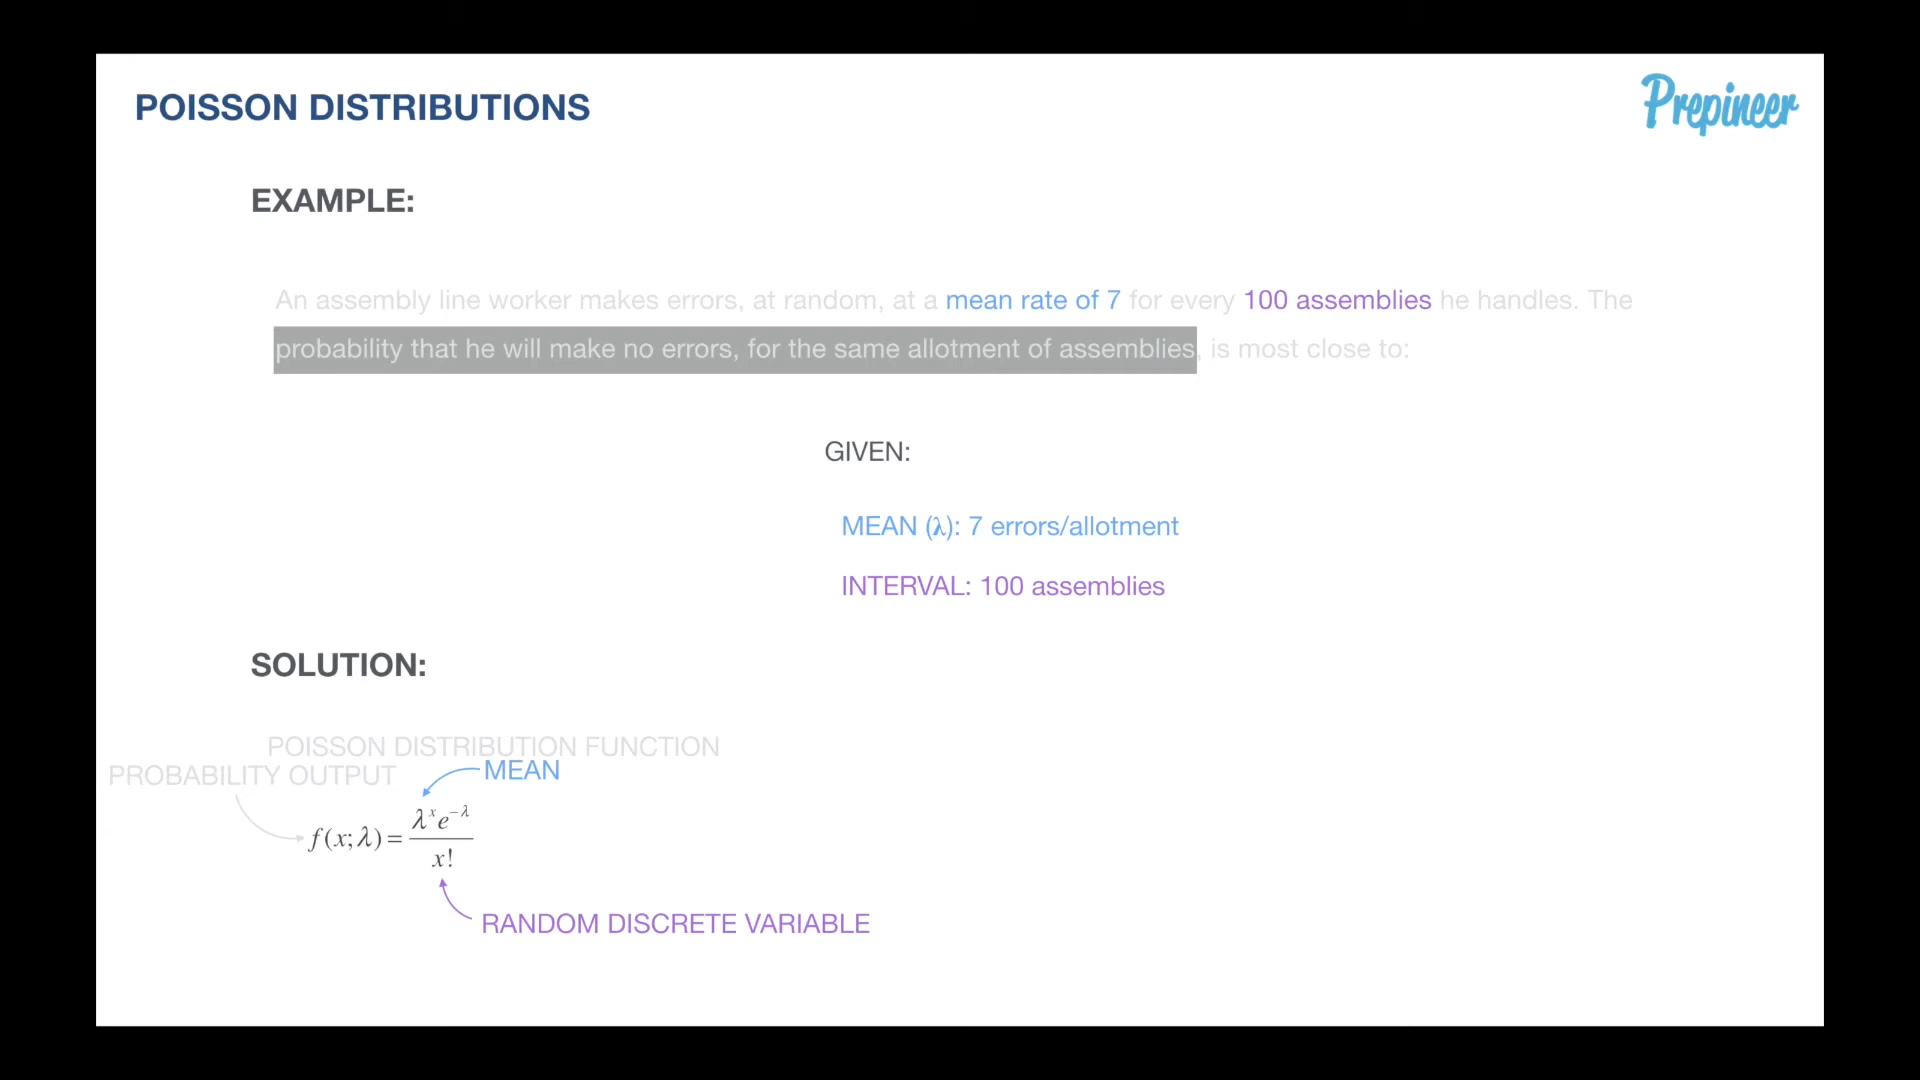 POISSON DISTRIBUTIONS
Prepineer
EXAMPLE:
An assembly line worker makes errors, at random, at a mean rate of 7 for every 100 assemblies he handles. The
probability that he will make no errors, for the same allotment of assemblies, is most close to:
GIVEN:
MEAN (λ): 7 errors/allotment
INTERVAL: 100 assemblies
SOLUTION:
POISSON DISTRIBUTION FUNCTION
PROBABILITY OUTPUT
MEAN
f(x;λ) = λ^x e^−λ / x!
RANDOM DISCRETE VARIABLE